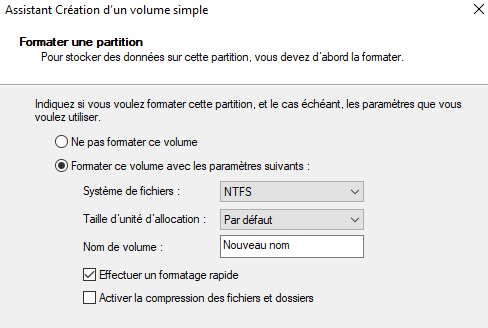 Assistant Création d'un volume simple
Formater une partition
Pour stocker des données sur cette partition, vous devez d'abord la formater.
Indiquez si vous voulez formater cette partition, et le cas échéant, les paramètres que vous
voulez utiliser.
Ne pas formater ce volume
Formater ce volume avec les paramètres suivants :
Système de fichiers : NTFS
Taille d'unité d'allocation : Par défaut
Nom de volume : Nouveau nom
Effectuer un formatage rapide
Activer la compression des fichiers et dossiers